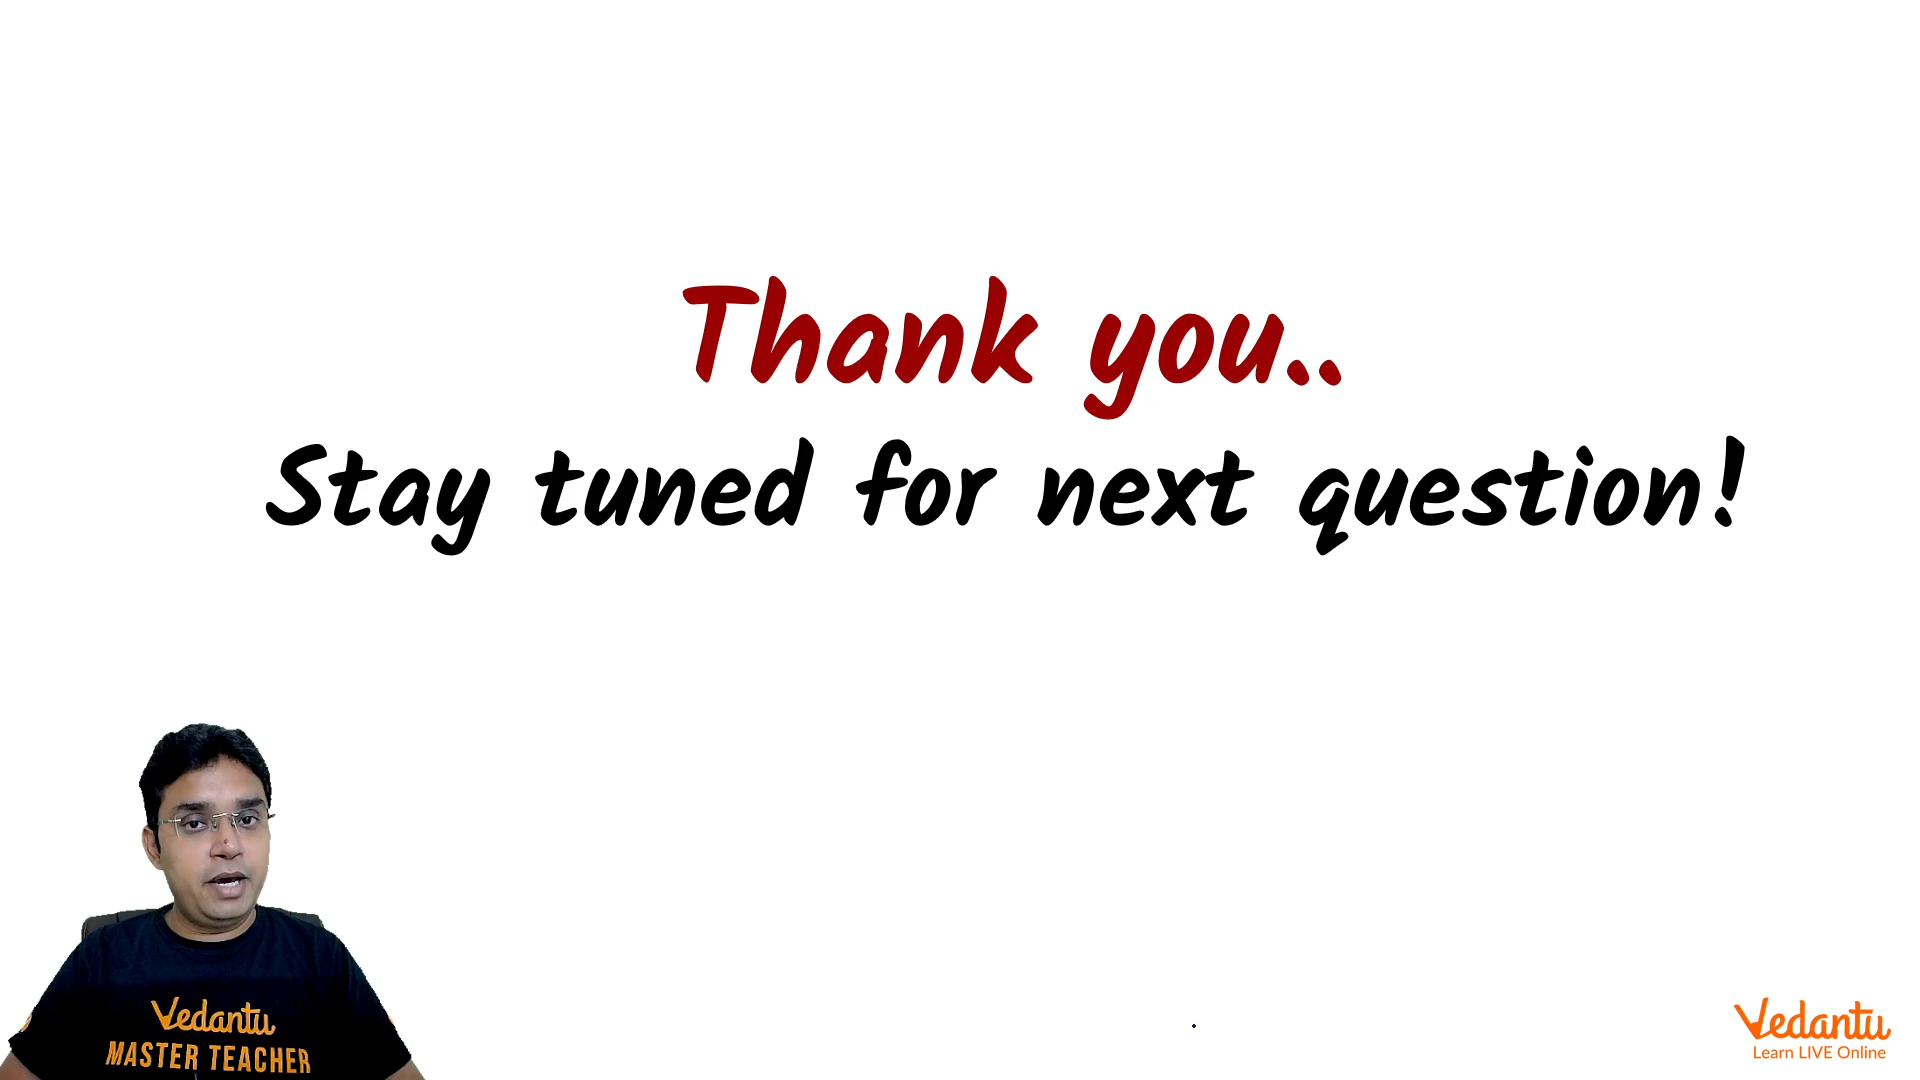 Thank you..
Stay tuned for next question!
Vedantu
MASTER TEACHER
Vedantu
Learn LIVE Online